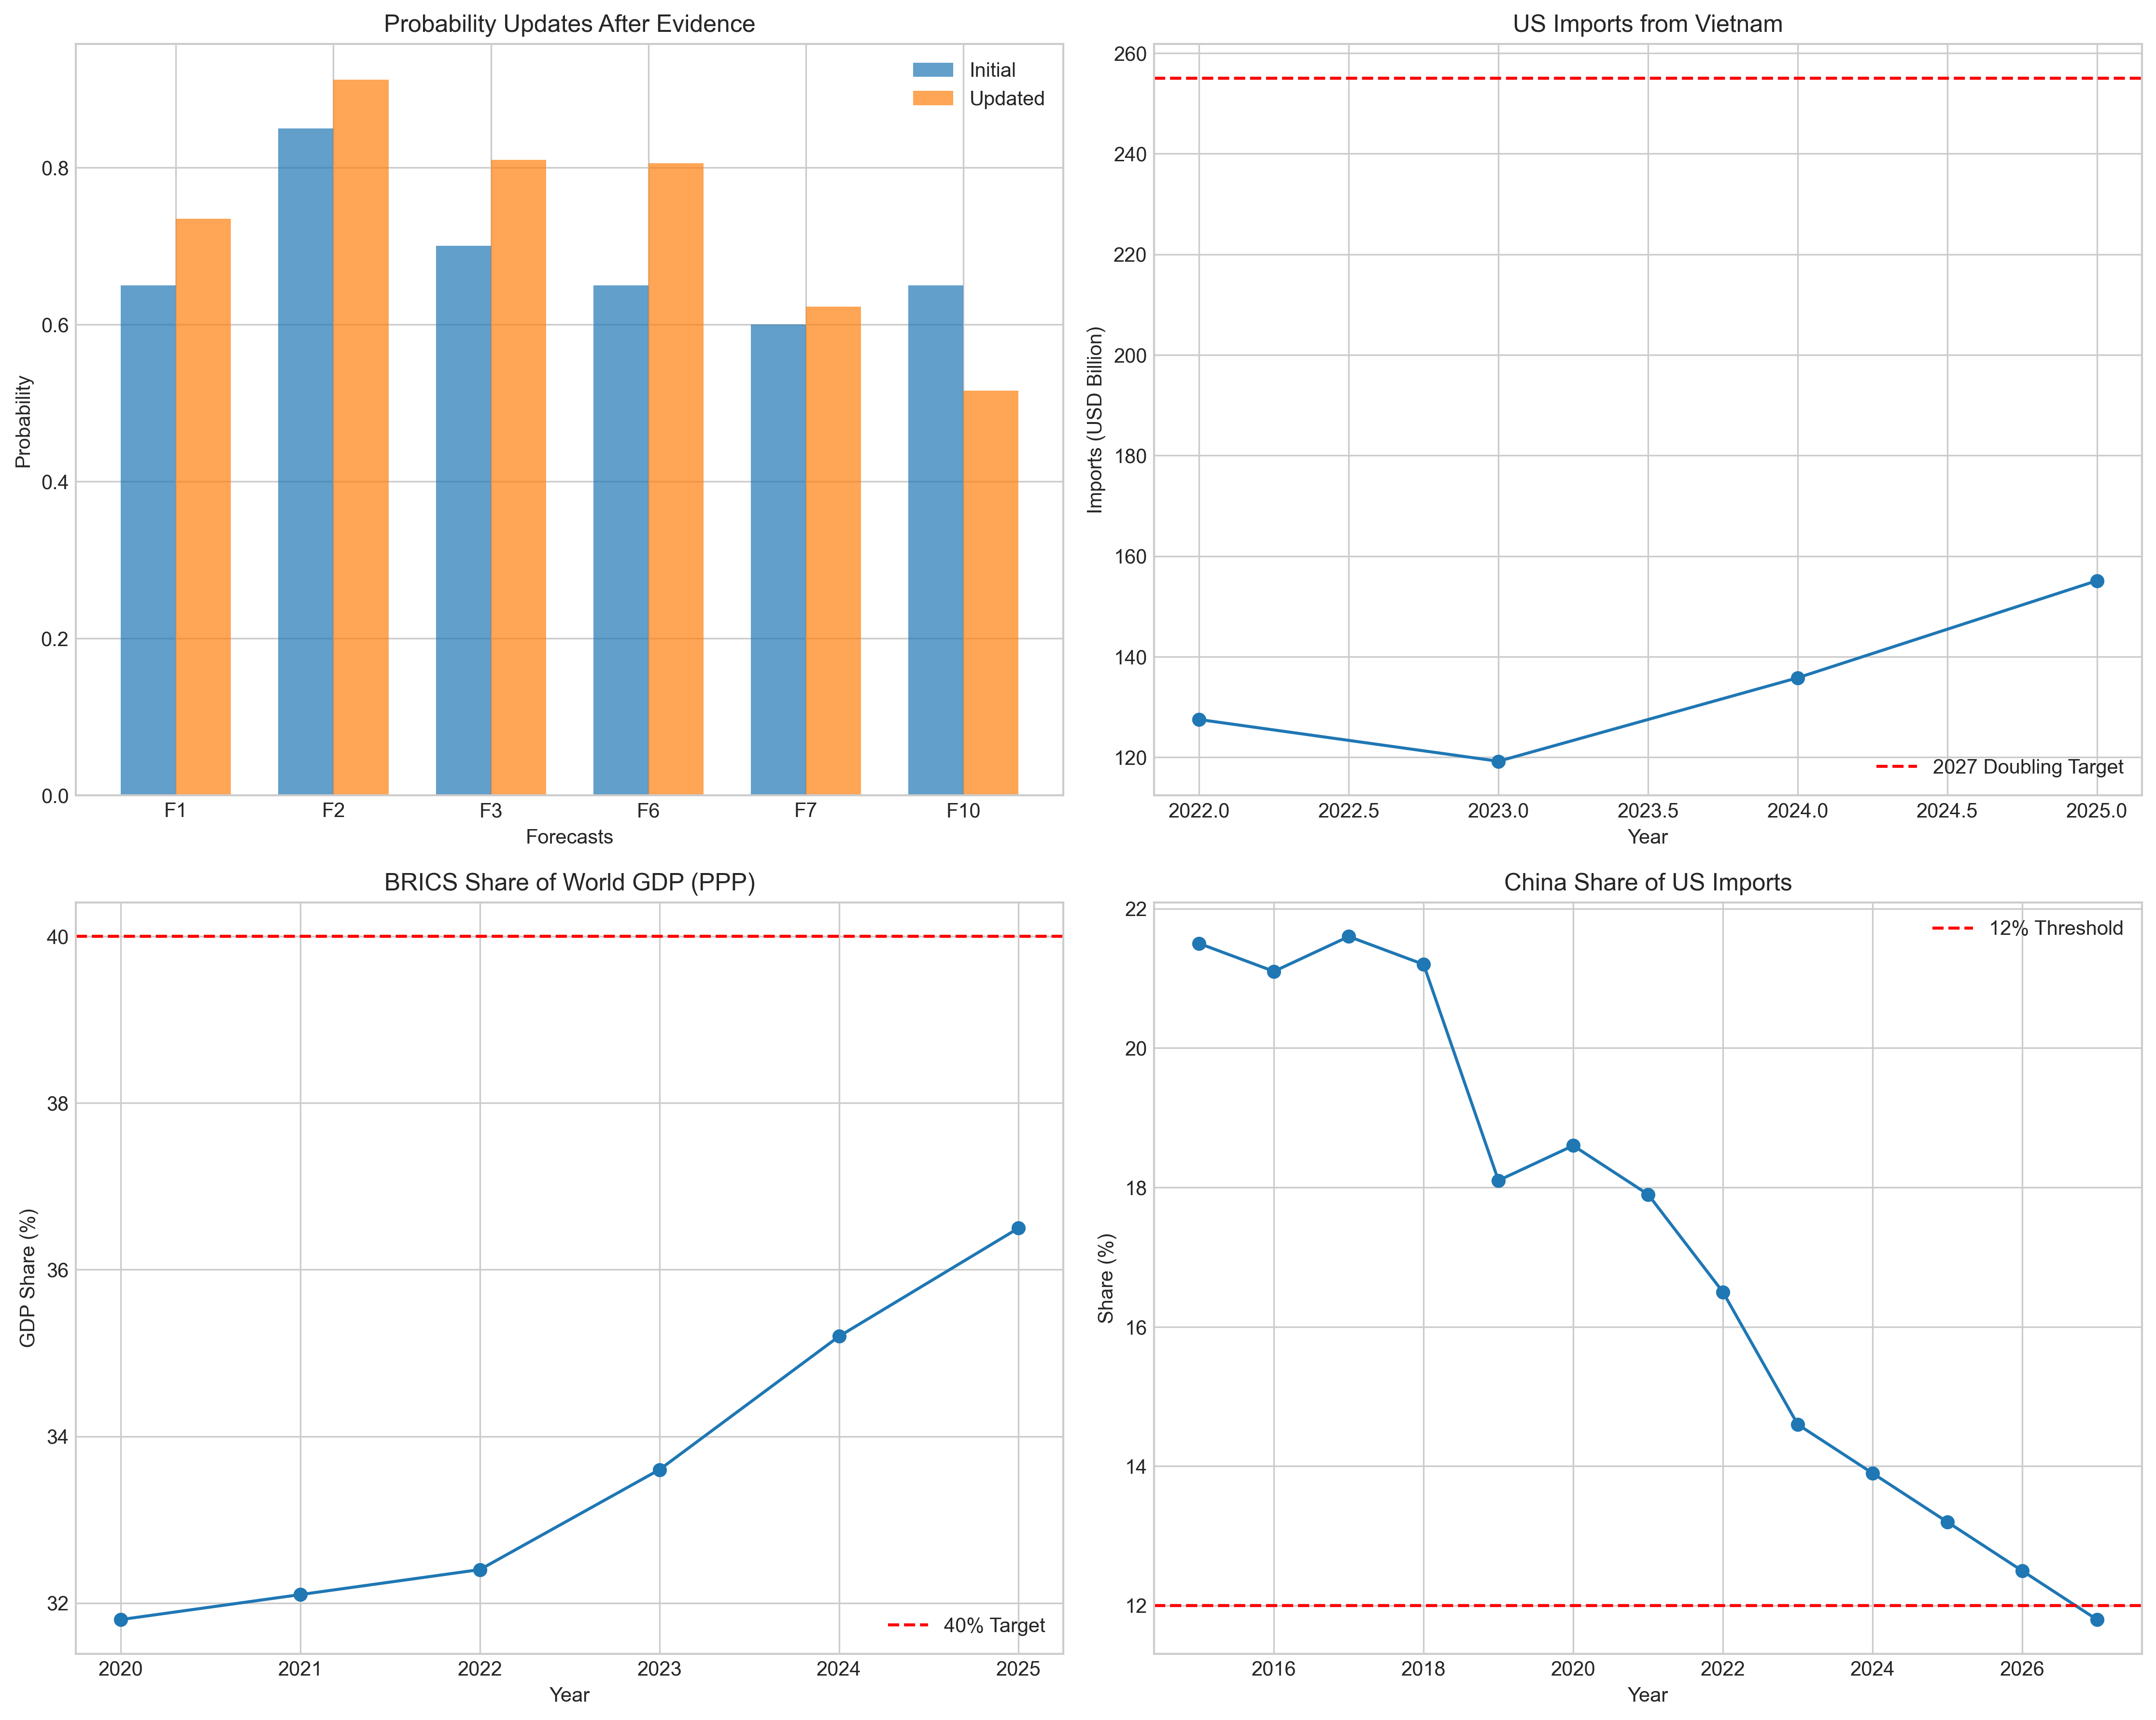 Probability Updates After Evidence
Initial
Updated
Probability
0.8
0.6
0.4
0.2
0.0
F1 F2 F3 F6 F7 F10
Forecasts
US Imports from Vietnam
Imports (USD Billion)
260
240
220
200
180
160
140
120
2027 Doubling Target
2022.0 2022.5 2023.0 2023.5 2024.0 2024.5 2025.0
Year
BRICS Share of World GDP (PPP)
GDP Share (%)
40
38
36
34
32
40% Target
2020 2021 2022 2023 2024 2025
Year
China Share of US Imports
12% Threshold
Share (%)
22
20
18
16
14
12
2016 2018 2020 2022 2024 2026
Year